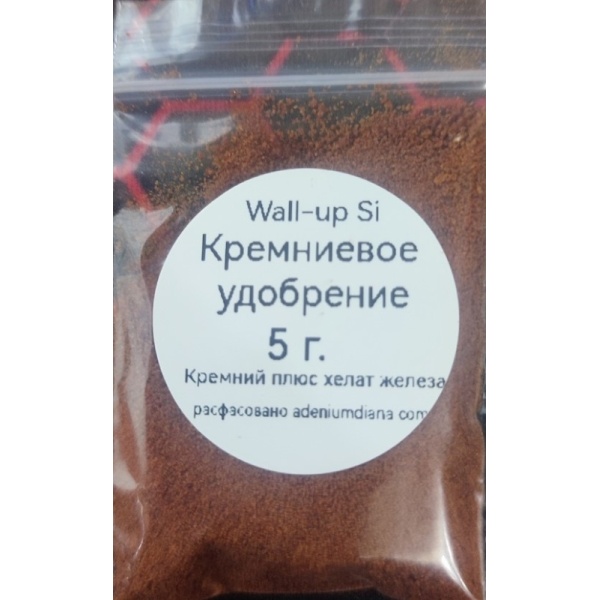 Wall-up Si
Кремниевое
удобрение
5 г.
Кремний плюс хелат железа
расфасовано adeniumdiana com